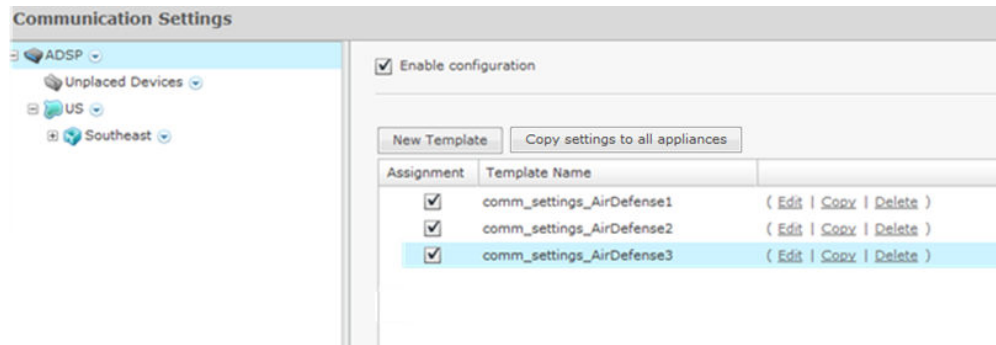 Communication Settings
ADSP
Unplaced Devices
US
Southeast
Enable configuration
New Template
Copy settings to all appliances
Assignment Template Name
comm_settings_AirDefense1 ( Edit | Copy | Delete )
comm_settings_AirDefense2 ( Edit | Copy | Delete )
comm_settings_AirDefense3 ( Edit | Copy | Delete )